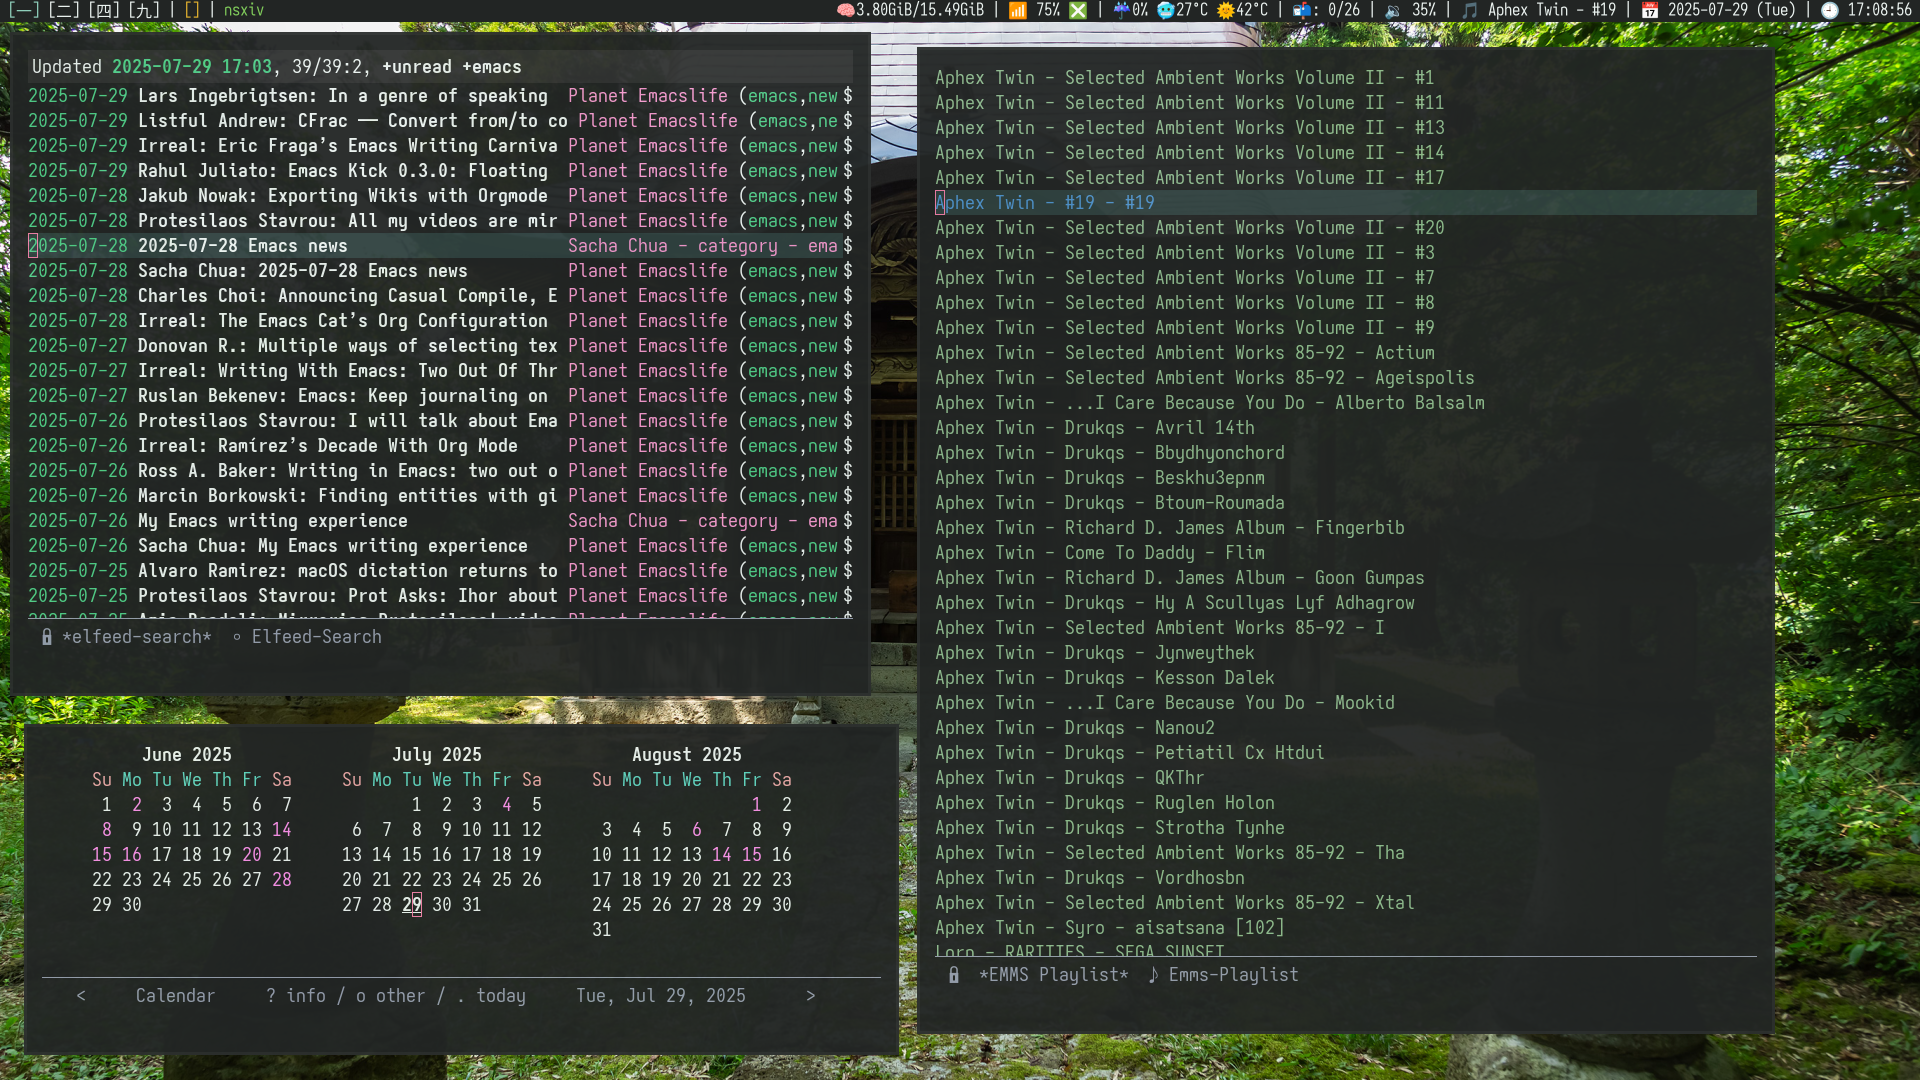 [一] [二] [四] [九] | [] | nsxiv
🧠3.80GiB/15.49GiB | 📶 75% ❎ | ☔0% 🥶27°C 🌞42°C | 📬: 0/26 | 🔉 35% | 🎵 Aphex Twin - #19 | 📅 2025-07-29 (Tue) | 🕘 17:08:56
Updated 2025-07-29 17:03, 39/39:2, +unread +emacs
2025-07-29 Lars Ingebrigtsen: In a genre of speaking Planet Emacslife (emacs,new $
2025-07-29 Listful Andrew: CFrac —— Convert from/to co Planet Emacslife (emacs,ne $
2025-07-29 Irreal: Eric Fraga’s Emacs Writing Carniva Planet Emacslife (emacs,new $
2025-07-29 Rahul Juliato: Emacs Kick 0.3.0: Floating Planet Emacslife (emacs,new $
2025-07-28 Jakub Nowak: Exporting Wikis with Orgmode Planet Emacslife (emacs,new $
2025-07-28 Protesilaos Stavrou: All my videos are mir Planet Emacslife (emacs,new $
2025-07-28 2025-07-28 Emacs news Sacha Chua - category - ema $
2025-07-28 Sacha Chua: 2025-07-28 Emacs news Planet Emacslife (emacs,new $
2025-07-28 Charles Choi: Announcing Casual Compile, E Planet Emacslife (emacs,new $
2025-07-28 Irreal: The Emacs Cat’s Org Configuration Planet Emacslife (emacs,new $
2025-07-27 Donovan R.: Multiple ways of selecting tex Planet Emacslife (emacs,new $
2025-07-27 Irreal: Writing With Emacs: Two Out Of Thr Planet Emacslife (emacs,new $
2025-07-27 Ruslan Bekenev: Emacs: Keep journaling on Planet Emacslife (emacs,new $
2025-07-26 Protesilaos Stavrou: I will talk about Ema Planet Emacslife (emacs,new $
2025-07-26 Irreal: Ramírez’s Decade With Org Mode Planet Emacslife (emacs,new $
2025-07-26 Ross A. Baker: Writing in Emacs: two out o Planet Emacslife (emacs,new $
2025-07-26 Marcin Borkowski: Finding entities with gi Planet Emacslife (emacs,new $
2025-07-26 My Emacs writing experience Sacha Chua - category - ema $
2025-07-26 Sacha Chua: My Emacs writing experience Planet Emacslife (emacs,new $
2025-07-25 Alvaro Ramirez: macOS dictation returns to Planet Emacslife (emacs,new $
2025-07-25 Protesilaos Stavrou: Prot Asks: Ihor about Planet Emacslife (emacs,new $
*elfeed-search* ◦ Elfeed-Search
June 2025 July 2025 August 2025
Su Mo Tu We Th Fr Sa Su Mo Tu We Th Fr Sa Su Mo Tu We Th Fr Sa
1 2 3 4 5 6 7 1 2 3 4 5 1 2
8 9 10 11 12 13 14 6 7 8 9 10 11 12 3 4 5 6 7 8 9
15 16 17 18 19 20 21 13 14 15 16 17 18 19 10 11 12 13 14 15 16
22 23 24 25 26 27 28 20 21 22 23 24 25 26 17 18 19 20 21 22 23
29 30 27 28 29 30 31 24 25 26 27 28 29 30
31
< Calendar ? info / o other / . today Tue, Jul 29, 2025 >
Aphex Twin - Selected Ambient Works Volume II - #1
Aphex Twin - Selected Ambient Works Volume II - #11
Aphex Twin - Selected Ambient Works Volume II - #13
Aphex Twin - Selected Ambient Works Volume II - #14
Aphex Twin - Selected Ambient Works Volume II - #17
Aphex Twin - #19 - #19
Aphex Twin - Selected Ambient Works Volume II - #20
Aphex Twin - Selected Ambient Works Volume II - #3
Aphex Twin - Selected Ambient Works Volume II - #7
Aphex Twin - Selected Ambient Works Volume II - #8
Aphex Twin - Selected Ambient Works Volume II - #9
Aphex Twin - Selected Ambient Works 85-92 - Actium
Aphex Twin - Selected Ambient Works 85-92 - Ageispolis
Aphex Twin - ...I Care Because You Do - Alberto Balsalm
Aphex Twin - Drukqs - Avril 14th
Aphex Twin - Drukqs - Bbydhyonchord
Aphex Twin - Drukqs - Beskhu3epnm
Aphex Twin - Drukqs - Btoum-Roumada
Aphex Twin - Richard D. James Album - Fingerbib
Aphex Twin - Come To Daddy - Flim
Aphex Twin - Richard D. James Album - Goon Gumpas
Aphex Twin - Drukqs - Hy A Scullyas Lyf Adhagrow
Aphex Twin - Selected Ambient Works 85-92 - I
Aphex Twin - Drukqs - Jynweythek
Aphex Twin - Drukqs - Kesson Dalek
Aphex Twin - ...I Care Because You Do - Mookid
Aphex Twin - Drukqs - Nanou2
Aphex Twin - Drukqs - Petiatil Cx Htdui
Aphex Twin - Drukqs - QKThr
Aphex Twin - Drukqs - Ruglen Holon
Aphex Twin - Drukqs - Strotha Tynhe
Aphex Twin - Selected Ambient Works 85-92 - Tha
Aphex Twin - Drukqs - Vordhosbn
Aphex Twin - Selected Ambient Works 85-92 - Xtal
Aphex Twin - Syro - aisatsana [102]
Lorn - RARITIES - SEGA SUNSET
*EMMS Playlist* ♪ Emms-Playlist